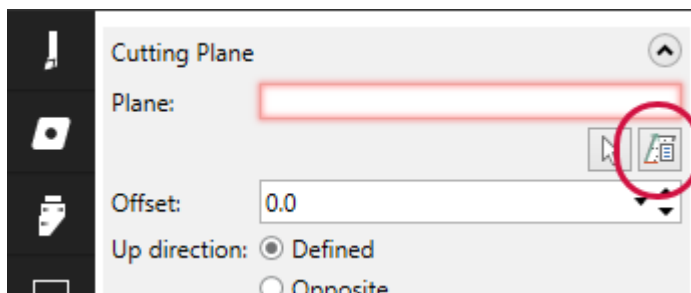 Cutting Plane
Plane:
Offset: 0.0
Up direction: Defined
Opposite